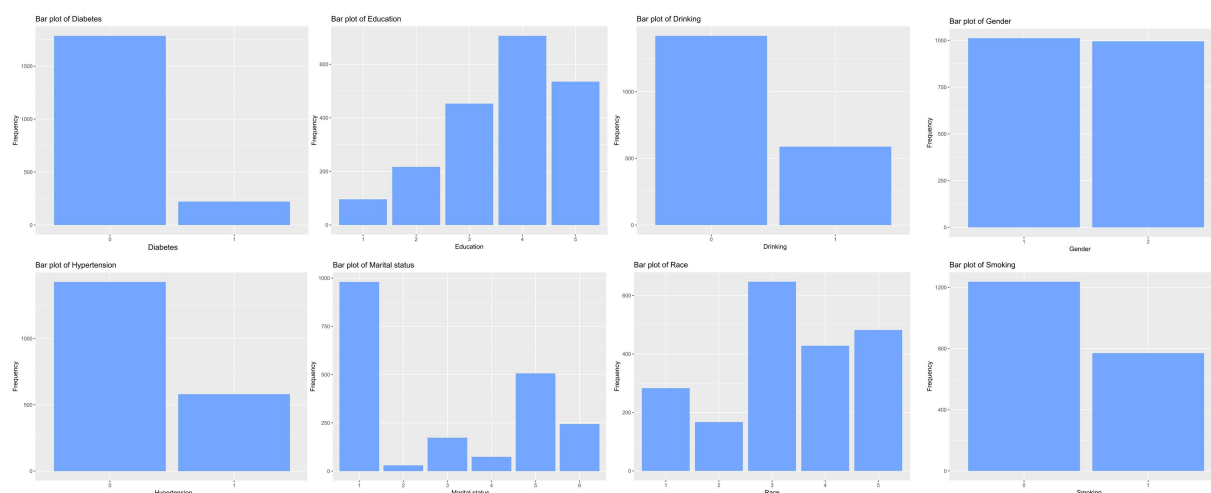 Bar plot of Diabetes
1500
1000
500
0
Frequency
0 1
Diabetes
Bar plot of Education
600
400
200
0
Frequency
1 2 3 4 5
Education
Bar plot of Drinking
1000
500
0
Frequency
0 1
Drinking
Bar plot of Gender
1000
750
500
250
0
Frequency
1 2
Gender
Bar plot of Hypertension
1000
500
0
Frequency
0 1
Hypertension
Bar plot of Marital status
1000
750
500
250
0
Frequency
1 2 3 4 5 6
Marital status
Bar plot of Race
600
400
200
0
Frequency
1 2 3 4 5
Race
Bar plot of Smoking
1200
800
400
0
Frequency
0 1
Smoking